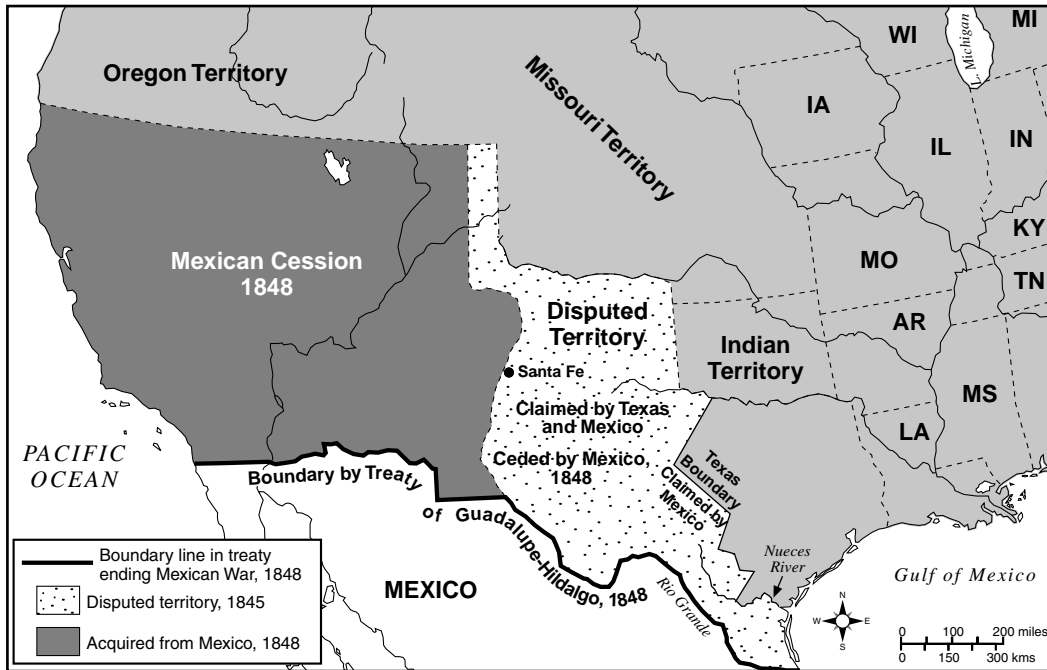 WI
MI
L. Michigan
Oregon Territory
Missouri Territory
IA
IL
IN
KY
Mexican Cession
1848
MO
TN
Disputed
Territory
AR
Indian
Territory
Santa Fe
MS
Claimed by Texas
and Mexico
LA
PACIFIC
OCEAN
Ceded by Mexico,
1848
Texas
Boundary
Claimed by
Mexico
Boundary by Treaty
of Guadalupe-Hildalgo, 1848
Nueces
River
Boundary line in treaty
ending Mexican War, 1848
Disputed territory, 1845
Acquired from Mexico, 1848
MEXICO
Rio Grande
Gulf of Mexico
N
W E
S
0 100 200 miles
0 150 300 kms